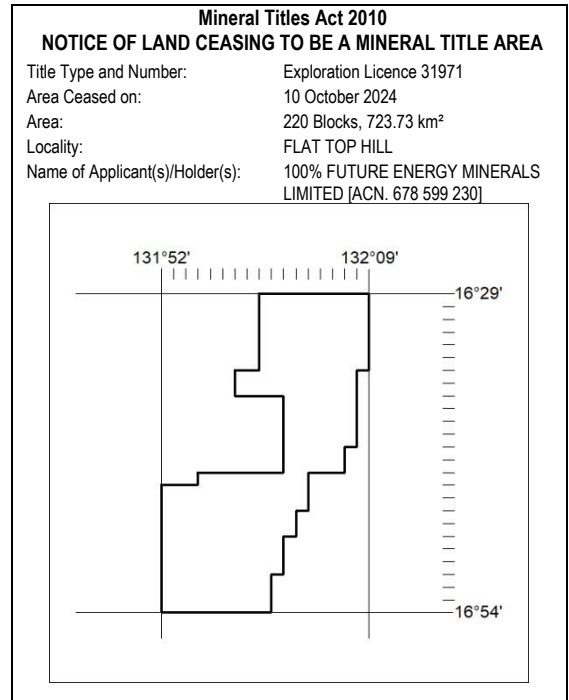 Mineral Titles Act 2010
NOTICE OF LAND CEASING TO BE A MINERAL TITLE AREA
Title Type and Number: Exploration Licence 31971
Area Ceased on: 10 October 2024
Area: 220 Blocks, 723.73 km²
Locality: FLAT TOP HILL
Name of Applicant(s)/Holder(s): 100% FUTURE ENERGY MINERALS
LIMITED [ACN. 678 599 230]
131°52' 132°09'
16°29'
16°54'